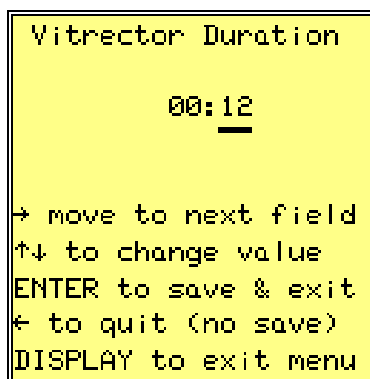 Vitrector Duration
00:12
→ move to next field
↑↓ to change value
ENTER to save & exit
← to quit (no save)
DISPLAY to exit menu